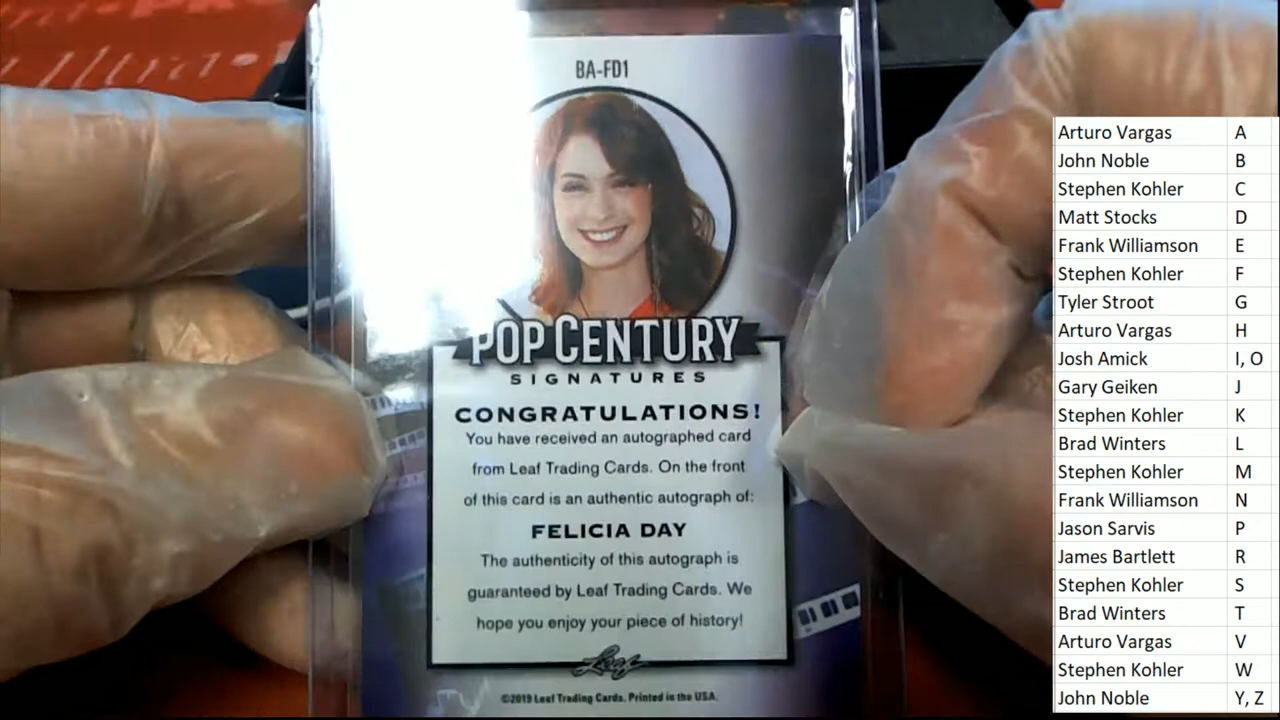 BA-FD1
POP CENTURY
SIGNATURES
CONGRATULATIONS!
You have received an autographed card
from Leaf Trading Cards. On the front
of this card is an authentic autograph of:
FELICIA DAY
The authenticity of this autograph is
guaranteed by Leaf Trading Cards. We
hope you enjoy your piece of history!
Leaf
©2019 Leaf Trading Cards. Printed in the USA.
Arturo Vargas A
John Noble B
Stephen Kohler C
Matt Stocks D
Frank Williamson E
Stephen Kohler F
Tyler Stroot G
Arturo Vargas H
Josh Amick I, O
Gary Geiken J
Stephen Kohler K
Brad Winters L
Stephen Kohler M
Frank Williamson N
Jason Sarvis P
James Bartlett R
Stephen Kohler S
Brad Winters T
Arturo Vargas V
Stephen Kohler W
John Noble Y, Z